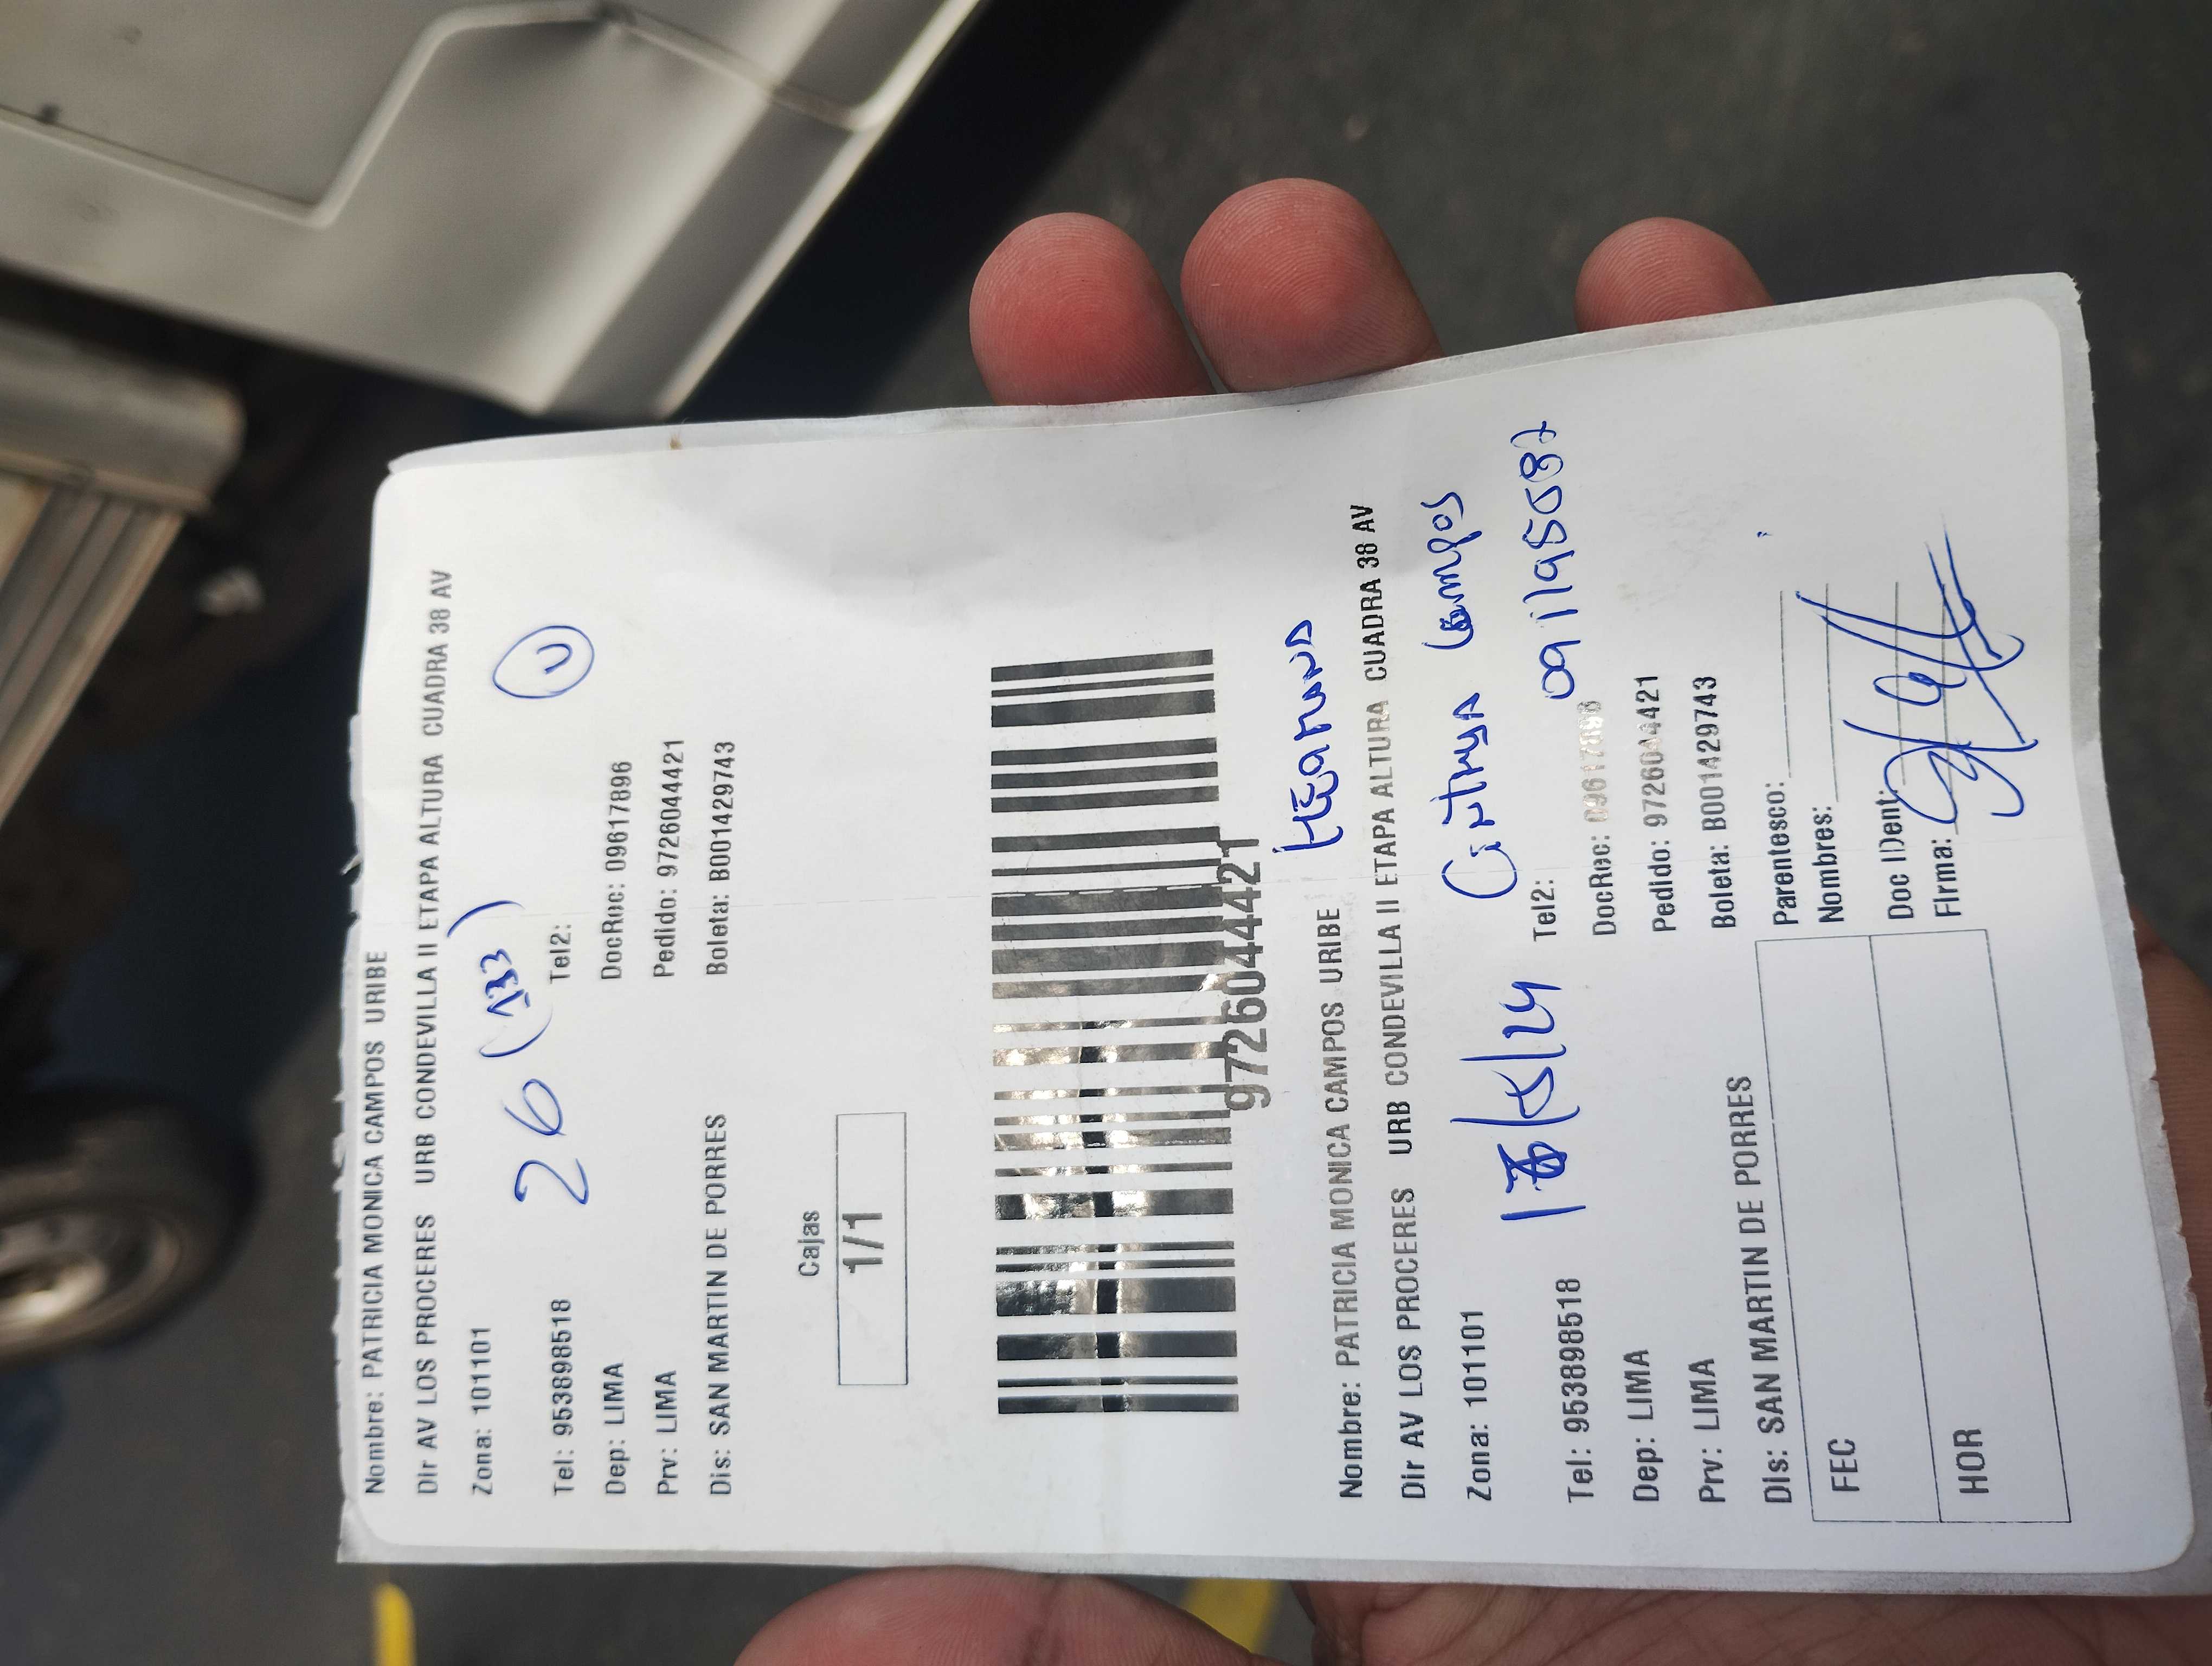 Nombre: PATRICIA MONICA CAMPOS URIBE
Dir AV LOS PROCERES URB CONDEVILLA II ETAPA ALTURA CUADRA 38 AV
Zona: 101101
26 (133)
U
Tel: 953898518 Tel2:
Dep: LIMA DocRec: 09617896
Prv: LIMA Pedido: 9726044421
Dis: SAN MARTIN DE PORRES Boleta: B001429743
Cajas
1/1
9726044421
Nombre: PATRICIA MONICA CAMPOS URIBE HERMANA
Dir AV LOS PROCERES URB CONDEVILLA II ETAPA ALTURA CUADRA 38 AV
Zona: 101101 Cinthya Campos
Tel: 953898518 Tel2:
Dep: LIMA DocRec: 09617896
Prv: LIMA Pedido: 9726044421
Dis: SAN MARTIN DE PORRES Boleta: B001429743
FEC Parentesco:
Nombres:
HOR Doc IDent:
Firma: